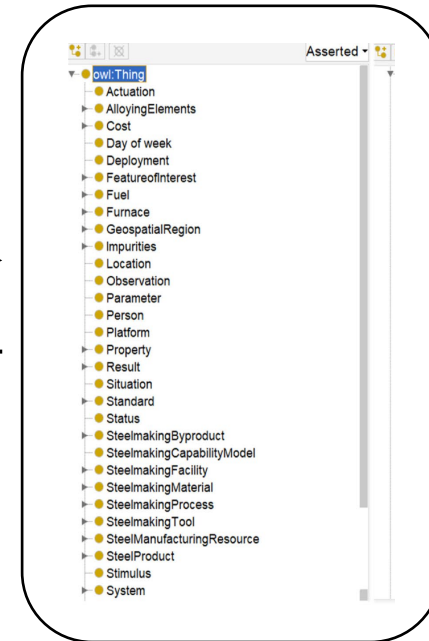 Asserted
owl:Thing
Actuation
AlloyingElements
Cost
Day of week
Deployment
FeatureofInterest
Fuel
Furnace
GeospatialRegion
Impurities
Location
Observation
Parameter
Person
Platform
Property
Result
Situation
Standard
Status
SteelmakingByproduct
SteelmakingCapabilityModel
SteelmakingFacility
SteelmakingMaterial
SteelmakingProcess
SteelmakingTool
SteelManufacturingResource
SteelProduct
Stimulus
System